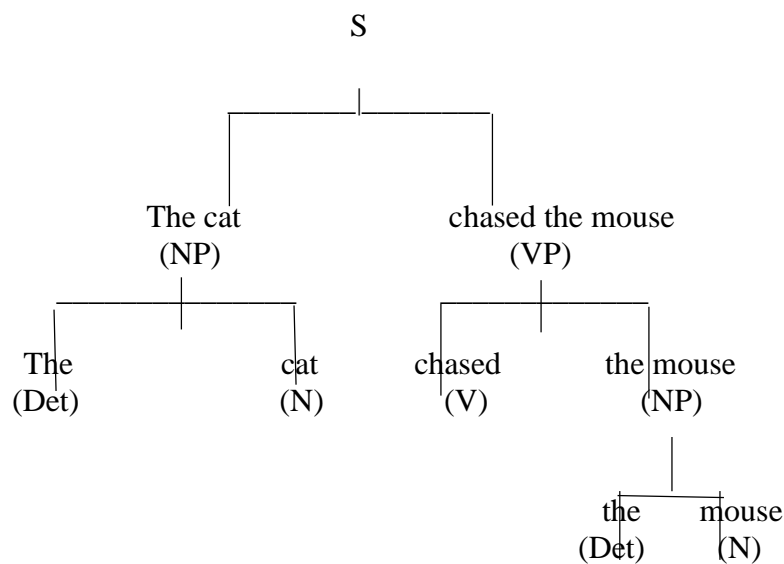 S
The cat chased the mouse
(NP) (VP)
The cat chased the mouse
(Det) (N) (V) (NP)
the mouse
(Det) (N)